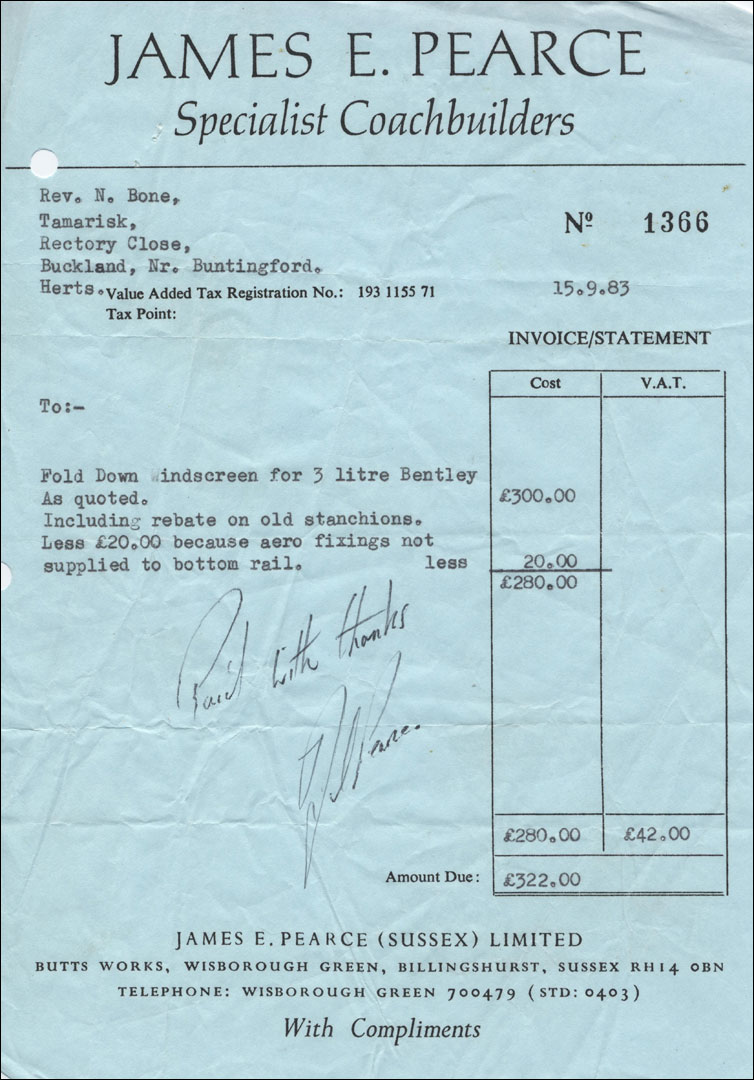 JAMES E. PEARCE
Specialist Coachbuilders
Rev. N. Bone,
Tamarisk,
Rectory Close,
Buckland, Nr. Buntingford.
Herts.
Nº 1366
Value Added Tax Registration No.: 193 1155 71
Tax Point:
15.9.83
INVOICE/STATEMENT
Cost V.A.T.
To:-
Fold Down Windscreen for 3 litre Bentley
As quoted. £300.00
Including rebate on old stanchions.
Less £20.00 because aero fixings not
supplied to bottom rail. less 20.00
£280.00
Paid with thanks
Pearce.
£280.00 £42.00
Amount Due: £322.00
JAMES E. PEARCE (SUSSEX) LIMITED
BUTTS WORKS, WISBOROUGH GREEN, BILLINGSHURST, SUSSEX RH14 0BN
TELEPHONE: WISBOROUGH GREEN 700479 (STD: 0403)
With Compliments